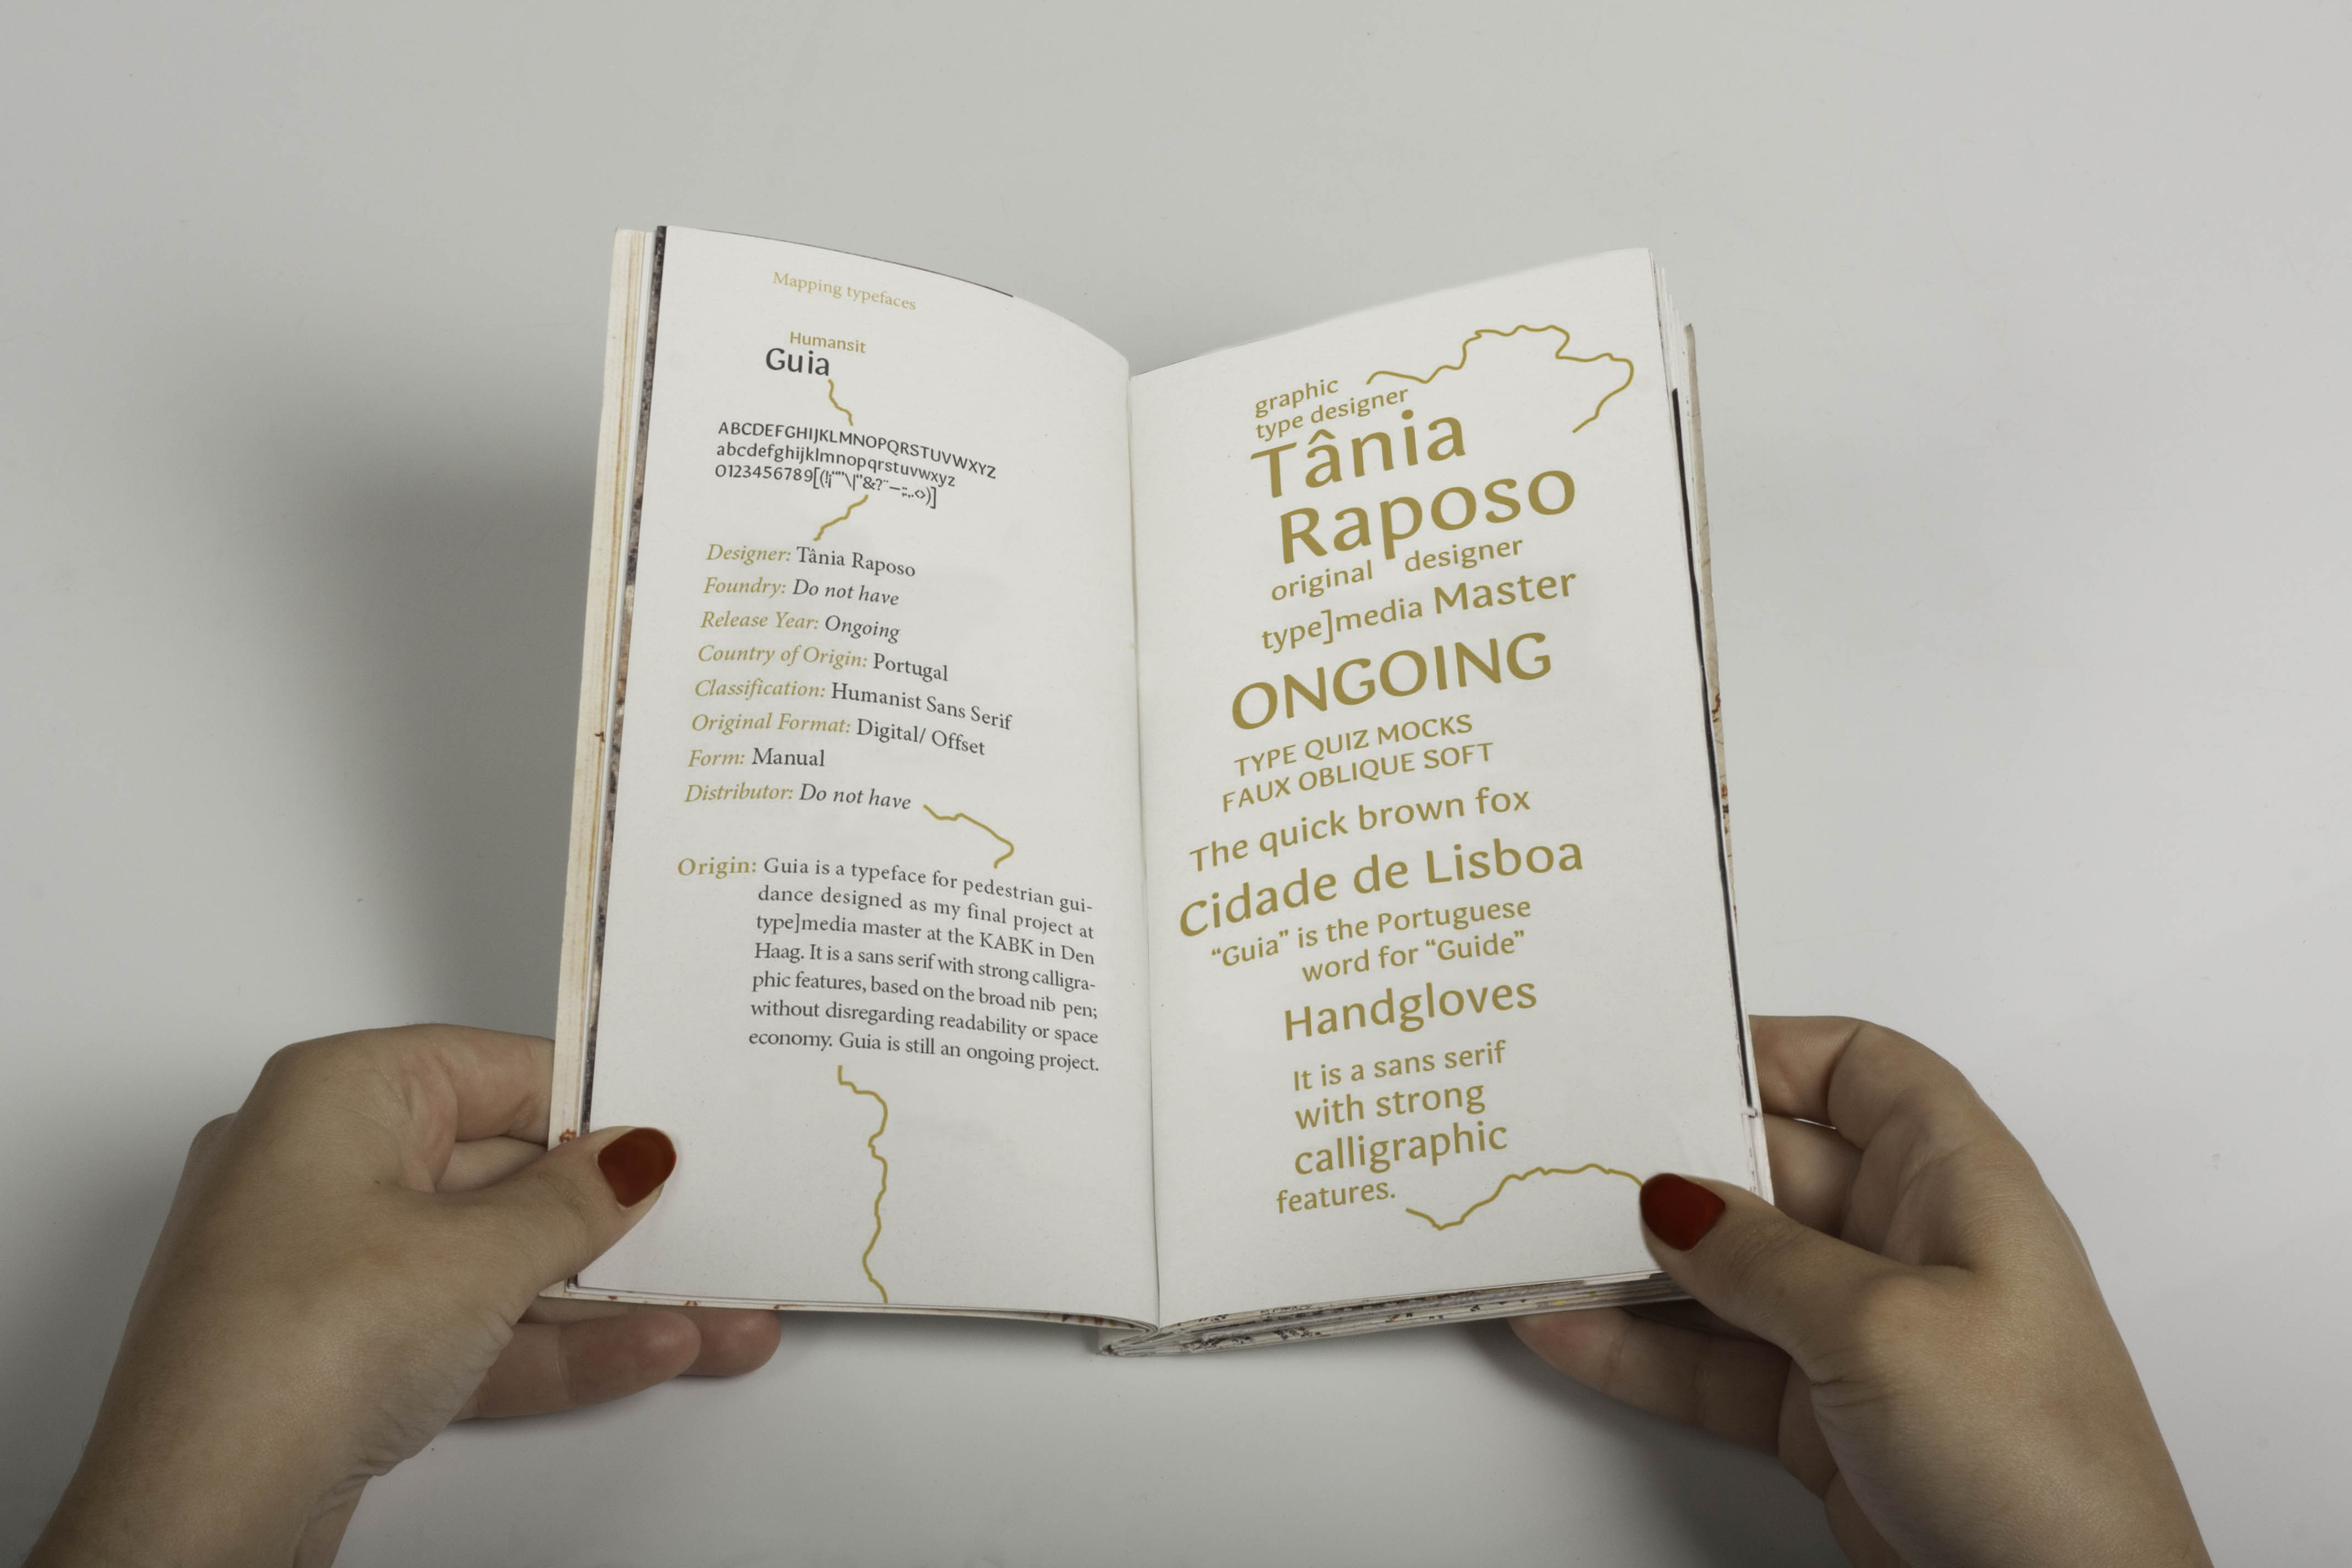 Mapping typefaces
Humansit
Guia
ABCDEFGHIJKLMNOPQRSTUVWXYZ
abcdefghijklmnopqrstuvwxyz
0123456789[(!¡“”\|"&?¨—;:,.<>)]
Designer: Tânia Raposo
Foundry: Do not have
Release Year: Ongoing
Country of Origin: Portugal
Classification: Humanist Sans Serif
Original Format: Digital/ Offset
Form: Manual
Distributor: Do not have
Origin: Guia is a typeface for pedestrian gui-
dance designed as my final project at
type]media master at the KABK in Den
Haag. It is a sans serif with strong calligra-
phic features, based on the broad nib pen;
without disregarding readability or space
economy. Guia is still an ongoing project.
graphic
type designer
Tânia
Raposo
original designer
type]media Master
ONGOING
TYPE QUIZ MOCKS
FAUX OBLIQUE SOFT
The quick brown fox
Cidade de Lisboa
“Guia” is the Portuguese
word for “Guide”
Handgloves
It is a sans serif
with strong
calligraphic
features.